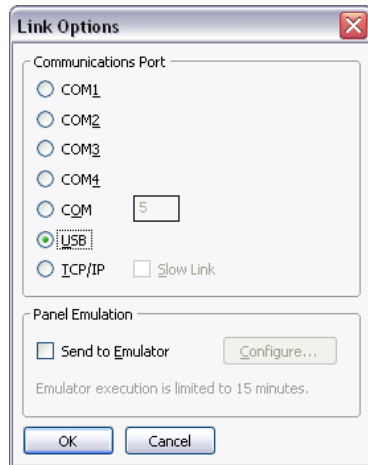 Link Options
Communications Port
COM1
COM2
COM3
COM4
COM 5
USB
TCP/IP Slow Link
Panel Emulation
Send to Emulator Configure...
Emulator execution is limited to 15 minutes.
OK Cancel